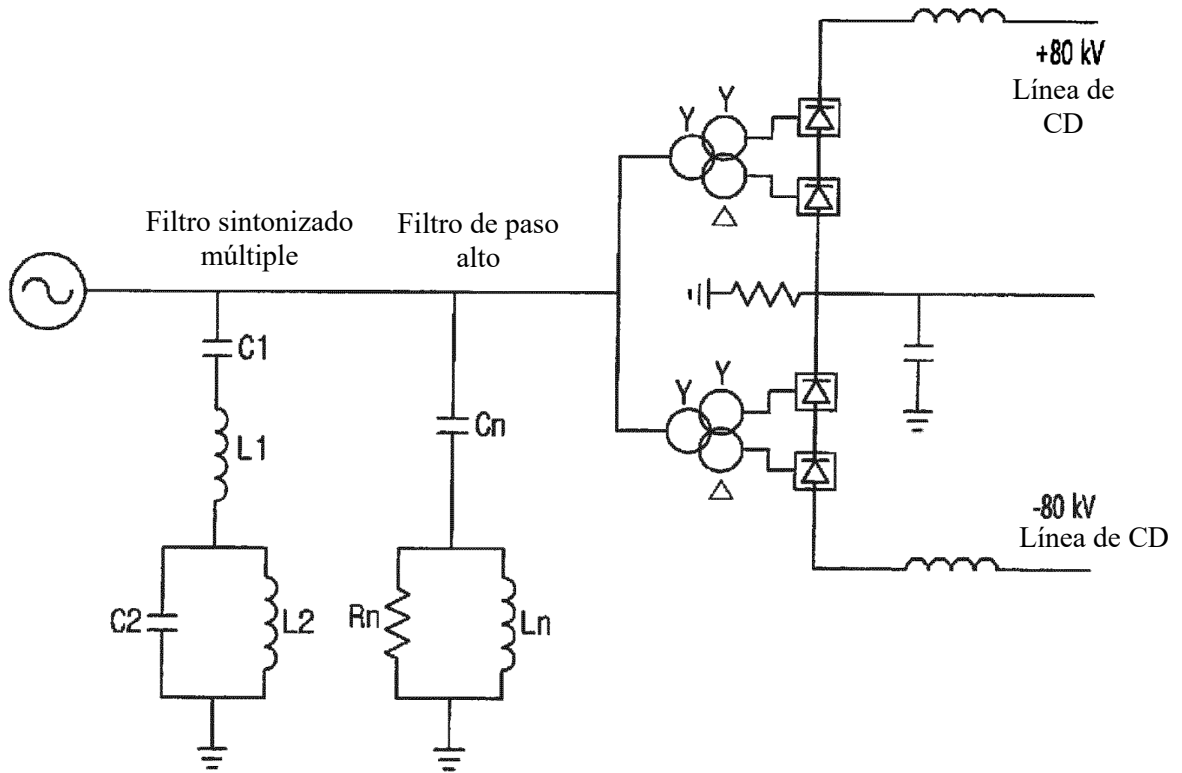 +80 kV
Línea de
CD
Y
Y
Δ
Filtro sintonizado
múltiple
Filtro de paso
alto
C1
L1
C2
L2
Cn
Rn
Ln
Y
Y
Δ
-80 kV
Línea de CD